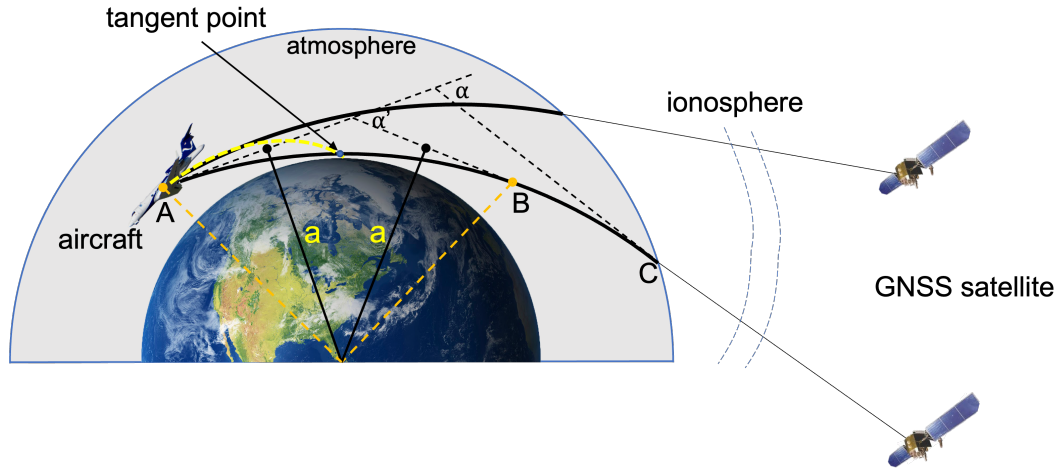 tangent point
atmosphere
α
ionosphere
α'
A
B
aircraft
a
a
C
GNSS satellite